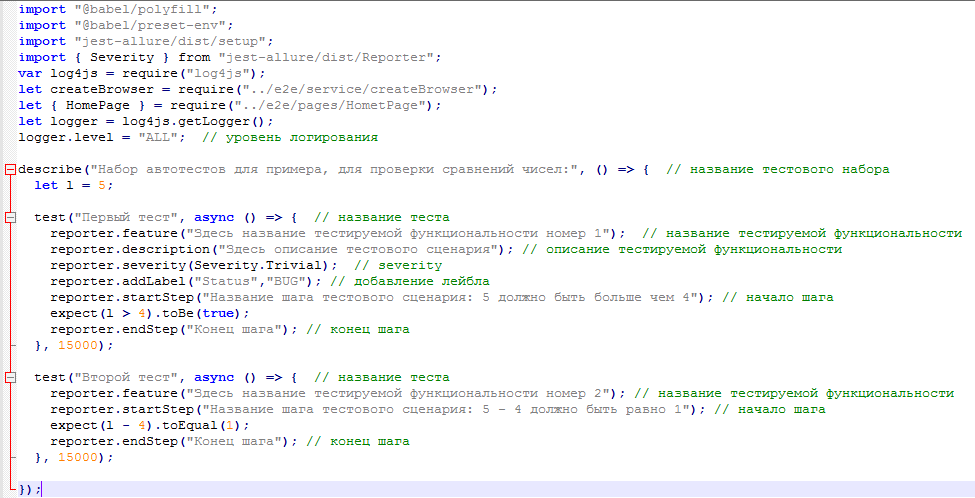 import "@babel/polyfill";
import "@babel/preset-env";
import "jest-allure/dist/setup";
import { Severity } from "jest-allure/dist/Reporter";
var log4js = require("log4js");
let createBrowser = require("../e2e/service/createBrowser");
let { HomePage } = require("../e2e/pages/HometPage");
let logger = log4js.getLogger();
logger.level = "ALL";  // уровень логирования
describe("Набор автотестов для примера, для проверки сравнений чисел:", () => {  // название тестового набора
  let l = 5;
  test("Первый тест", async () => {  // название теста
    reporter.feature("Здесь название тестируемой функциональности номер 1");  // название тестируемой функциональности
    reporter.description("Здесь описание тестового сценария"); // описание тестируемой функциональности
    reporter.severity(Severity.Trivial);  // severity
    reporter.addLabel("Status","BUG"); // добавление лейбла
    reporter.startStep("Название шага тестового сценария: 5 должно быть больше чем 4"); // начало шага
    expect(l > 4).toBe(true);
    reporter.endStep("Конец шага"); // конец шага
  }, 15000);
  test("Второй тест", async () => {  // название теста
    reporter.feature("Здесь название тестируемой функциональности номер 2"); // название тестируемой функциональности
    reporter.startStep("Название шага тестового сценария: 5 - 4 должно быть равно 1"); // начало шага
    expect(l - 4).toEqual(1);
    reporter.endStep("Конец шага"); // конец шага
  }, 15000);
});